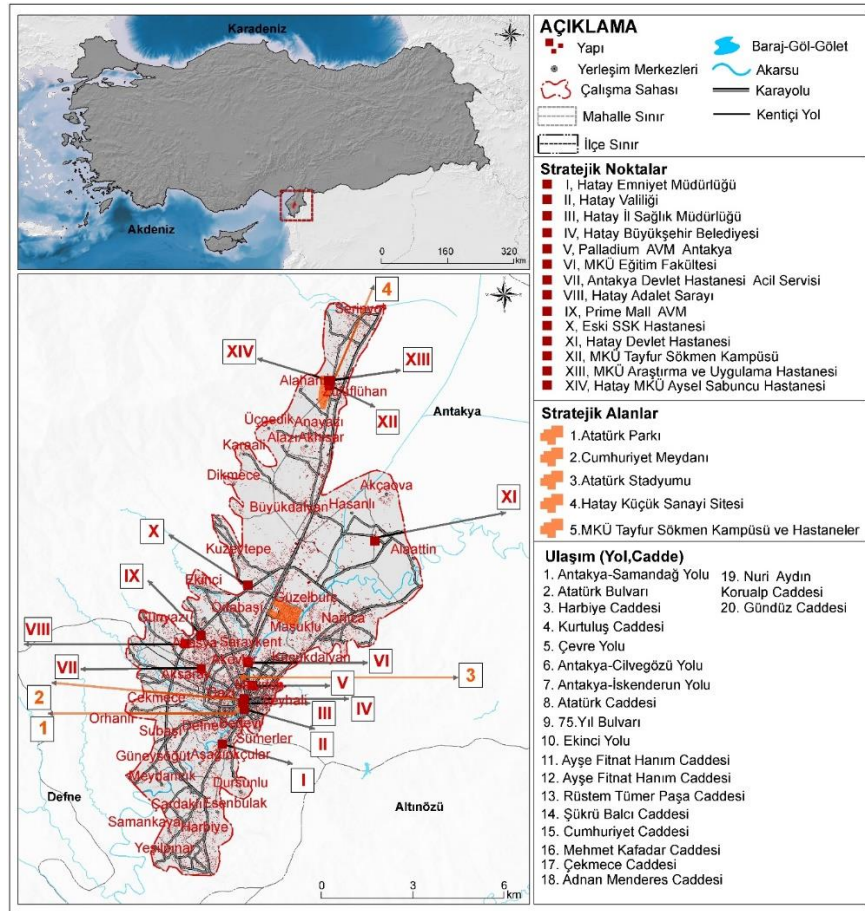 Karadeniz
Akdeniz
0 160 320
km
4
Serinyol
XIV
XIII
Alahan
Zülüflühan
XII
Üçgedik
Anayazı
Antakya
Karaali
Alazı
Akhisar
Dikmece
Akçaova
XI
Büyükdalyan
Hasanlı
X
Alaattin
Kuzeytepe
IX
Ekinci
Güzelburç
Odabaşı
VIII
Maşuklu
Narlıca
Saraykent
Küçükdalyan
VI
VII
Aksaray
3
2
V
Çekmece
IV
1
Orhanlı
III
Defne
Subaşı
Sümerler
II
Güneysöğüt
Aşağıokçular
I
Meydancık
Dursunlu
Defne
Çardaklı
Esenbulak
Altınözü
Samankaya
Harbiye
Yeşilpınar
0 3 6
km
AÇIKLAMA
Yapı
Baraj-Göl-Gölet
Yerleşim Merkezleri
Akarsu
Çalışma Sahası
Karayolu
Mahalle Sınır
Kentiçi Yol
İlçe Sınır
Stratejik Noktalar
I, Hatay Emniyet Müdürlüğü
II, Hatay Valiliği
III, Hatay İl Sağlık Müdürlüğü
IV, Hatay Büyükşehir Belediyesi
V, Palladium AVM Antakya
VI, MKÜ Eğitim Fakültesi
VII, Antakya Devlet Hastanesi Acil Servisi
VIII, Hatay Adalet Sarayı
IX, Prime Mall AVM
X, Eski SSK Hastanesi
XI, Hatay Devlet Hastanesi
XII, MKÜ Tayfur Sökmen Kampüsü
XIII, MKÜ Araştırma ve Uygulama Hastanesi
XIV, Hatay MKÜ Aysel Sabuncu Hastanesi
Stratejik Alanlar
1.Atatürk Parkı
2.Cumhuriyet Meydanı
3.Atatürk Stadyumu
4.Hatay Küçük Sanayi Sitesi
5.MKÜ Tayfur Sökmen Kampüsü ve Hastaneler
Ulaşım (Yol,Cadde)
1. Antakya-Samandağ Yolu
2. Atatürk Bulvarı
3. Harbiye Caddesi
4. Kurtuluş Caddesi
5. Çevre Yolu
6. Antakya-Cilvegözü Yolu
7. Antakya-İskenderun Yolu
8. Atatürk Caddesi
9. 75.Yıl Bulvarı
10. Ekinci Yolu
11. Ayşe Fitnat Hanım Caddesi
12. Ayşe Fitnat Hanım Caddesi
13. Rüstem Tümer Paşa Caddesi
14. Şükrü Balcı Caddesi
15. Cumhuriyet Caddesi
16. Mehmet Kafadar Caddesi
17. Çekmece Caddesi
18. Adnan Menderes Caddesi
19. Nuri Aydın
Korualp Caddesi
20. Gündüz Caddesi